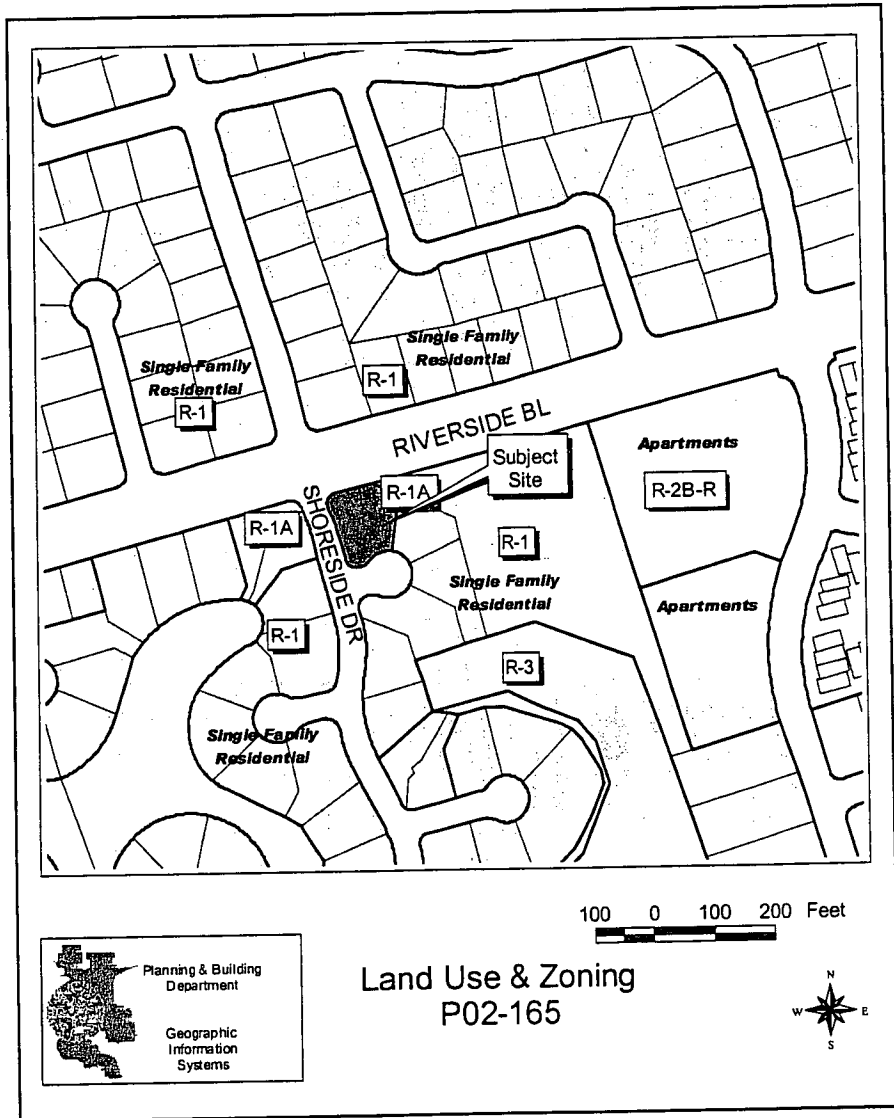 Single Family
Residential
R-1
Single Family
Residential
R-1
RIVERSIDE BL
Subject
Site
Apartments
R-2B-R
R-1A
R-1A
SHORESIDE DR
R-1
Single Family
Residential
Apartments
R-1
R-3
Single Family
Residential
100 0 100 200 Feet
Planning & Building
Department
Geographic
Information
Systems
Land Use & Zoning
P02-165
N
W E
S